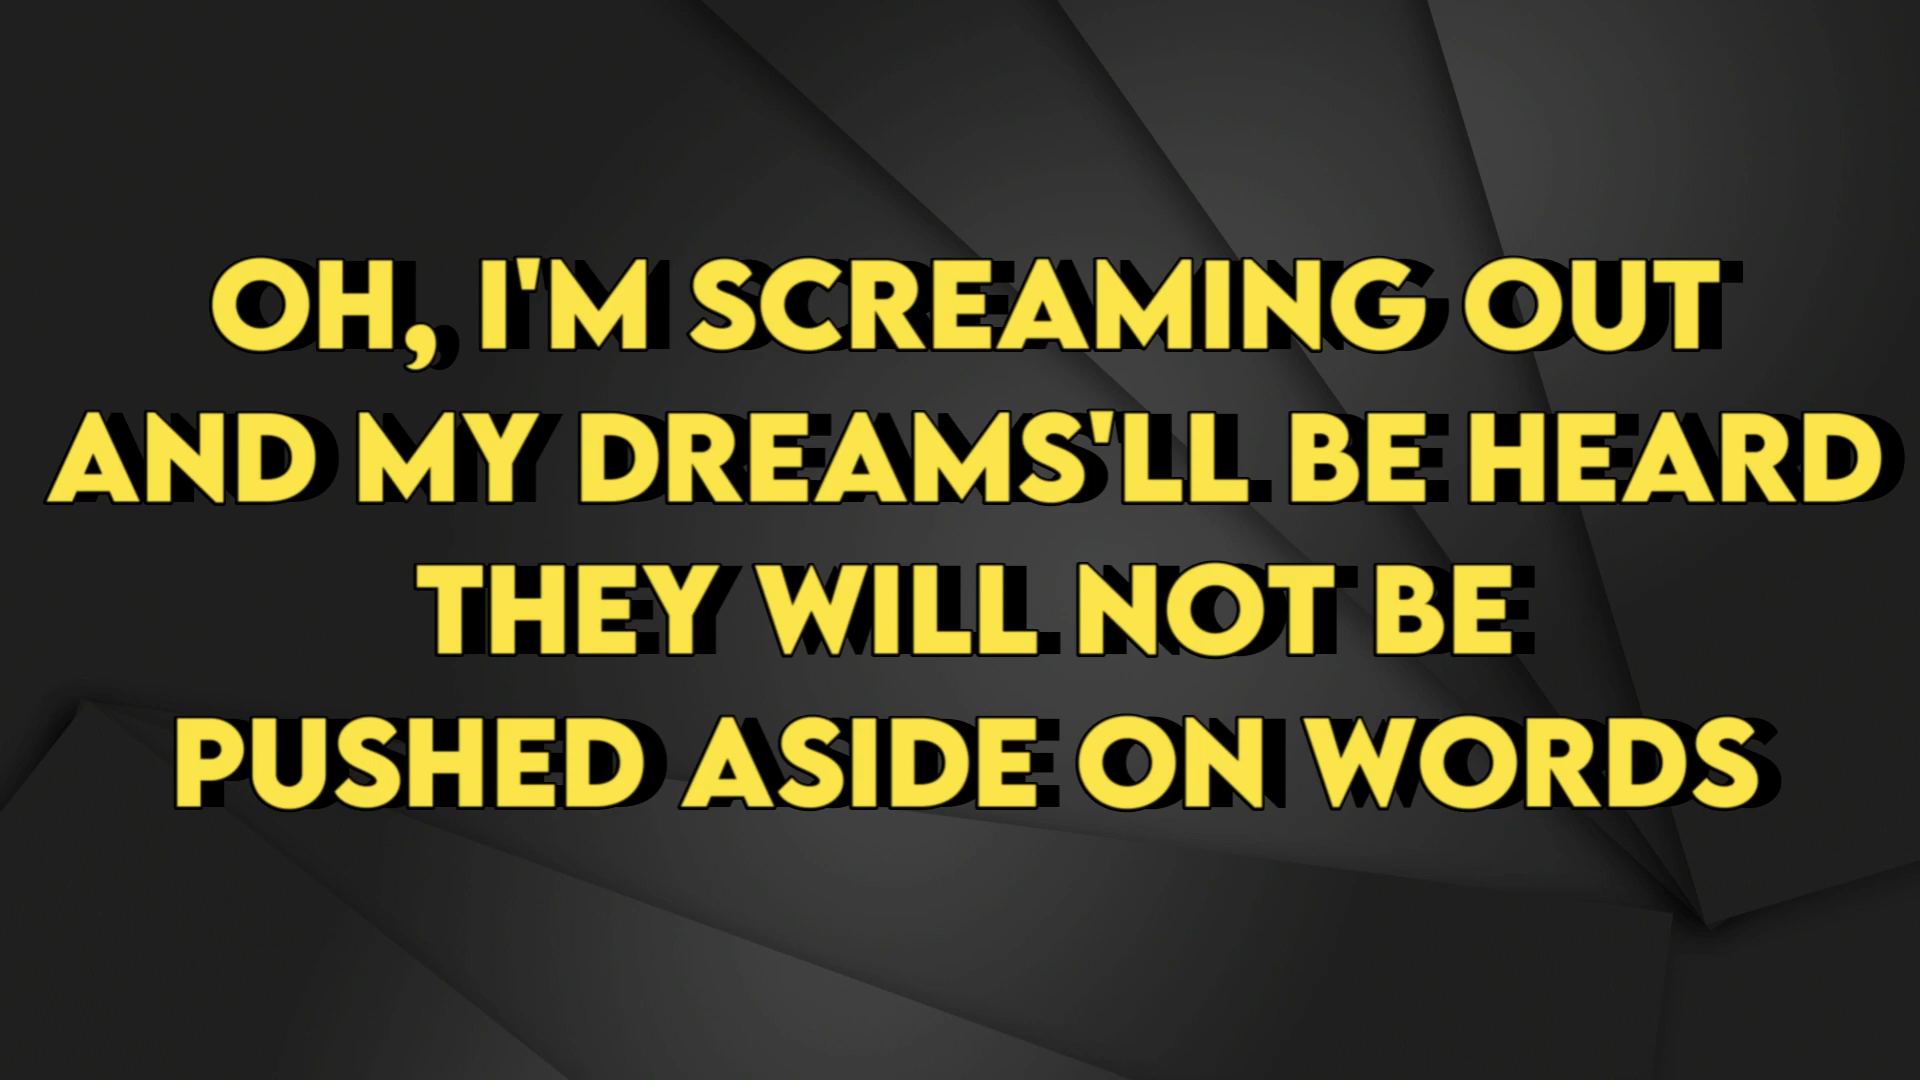 OH, I'M SCREAMING OUT
AND MY DREAMS'LL BE HEARD
THEY WILL NOT BE
PUSHED ASIDE ON WORDS